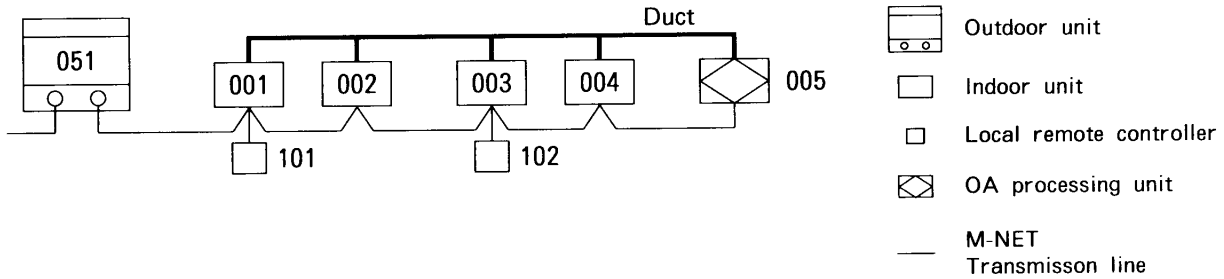 Duct
051
001
002
003
004
005
101
102
Outdoor unit
Indoor unit
Local remote controller
OA processing unit
M-NET
Transmisson line